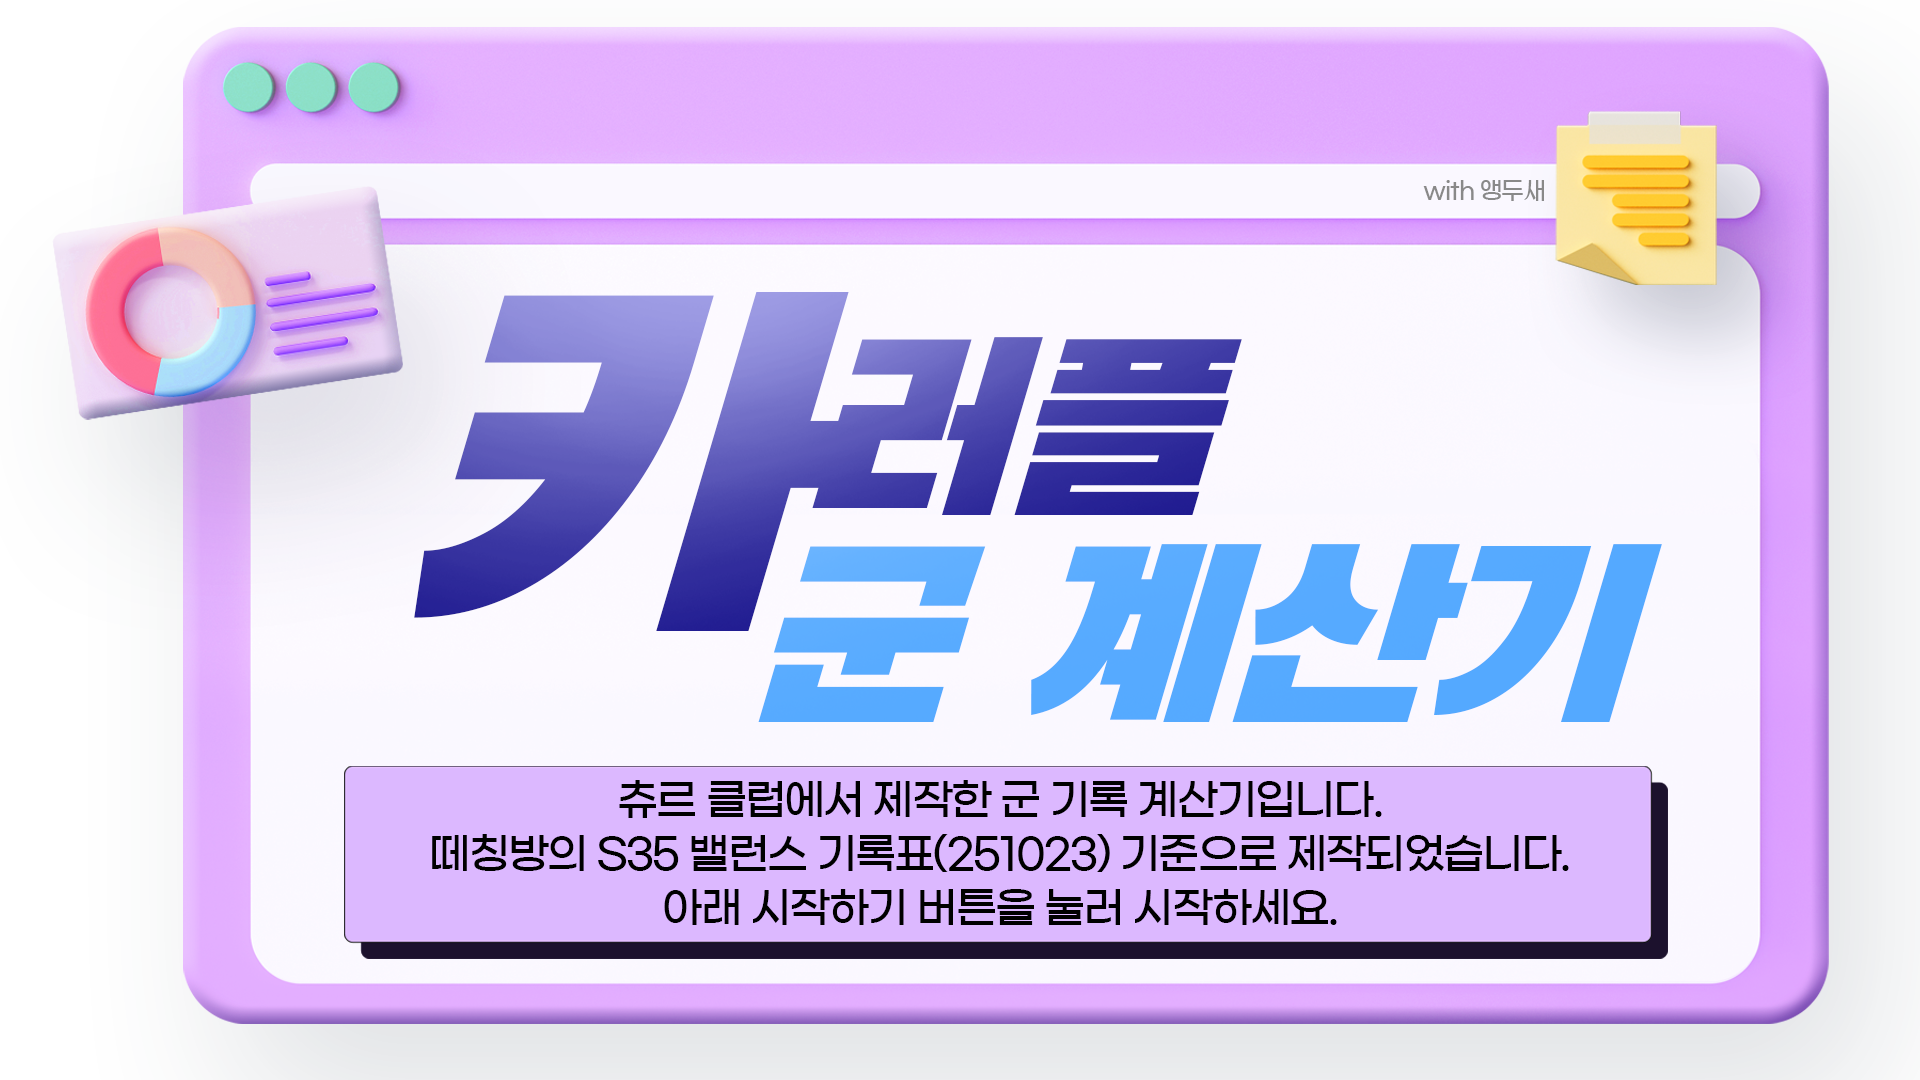 with 앵두새
카러플
군 계산기
츄르 클럽에서 제작한 군 기록 계산기입니다.
떼칭방의 S35 밸런스 기록표(251023) 기준으로 제작되었습니다.
아래 시작하기 버튼을 눌러 시작하세요.